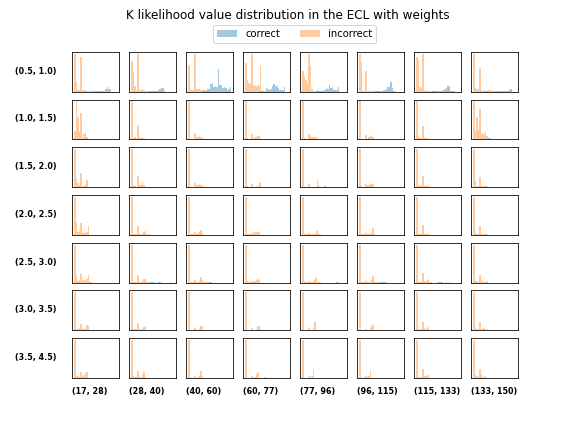 K likelihood value distribution in the ECL with weights
correct incorrect
(0.5, 1.0)
(1.0, 1.5)
(1.5, 2.0)
(2.0, 2.5)
(2.5, 3.0)
(3.0, 3.5)
(3.5, 4.5)
(17, 28) (28, 40) (40, 60) (60, 77) (77, 96) (96, 115) (115, 133) (133, 150)